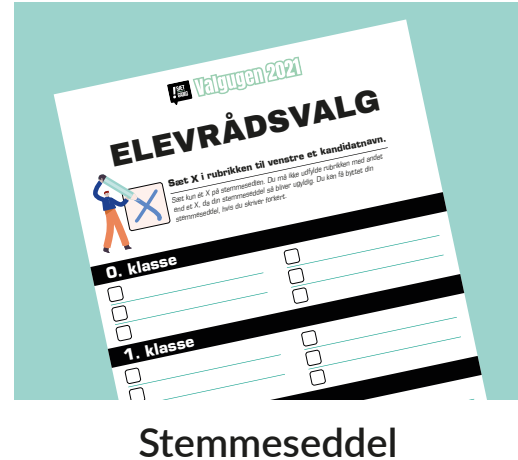 Valgugen 2021
ELEVRÅDSVALG
Sæt X i rubrikken til venstre et kandidatnavn.
Sæt kun ét X på stemmesedlen. Du må ikke udfylde rubrikken med andet
end et X, da din stemmeseddel så bliver ugyldig. Du kan få byttet din
stemmeseddel, hvis du skriver forkert.
0. klasse
1. klasse
Stemmeseddel